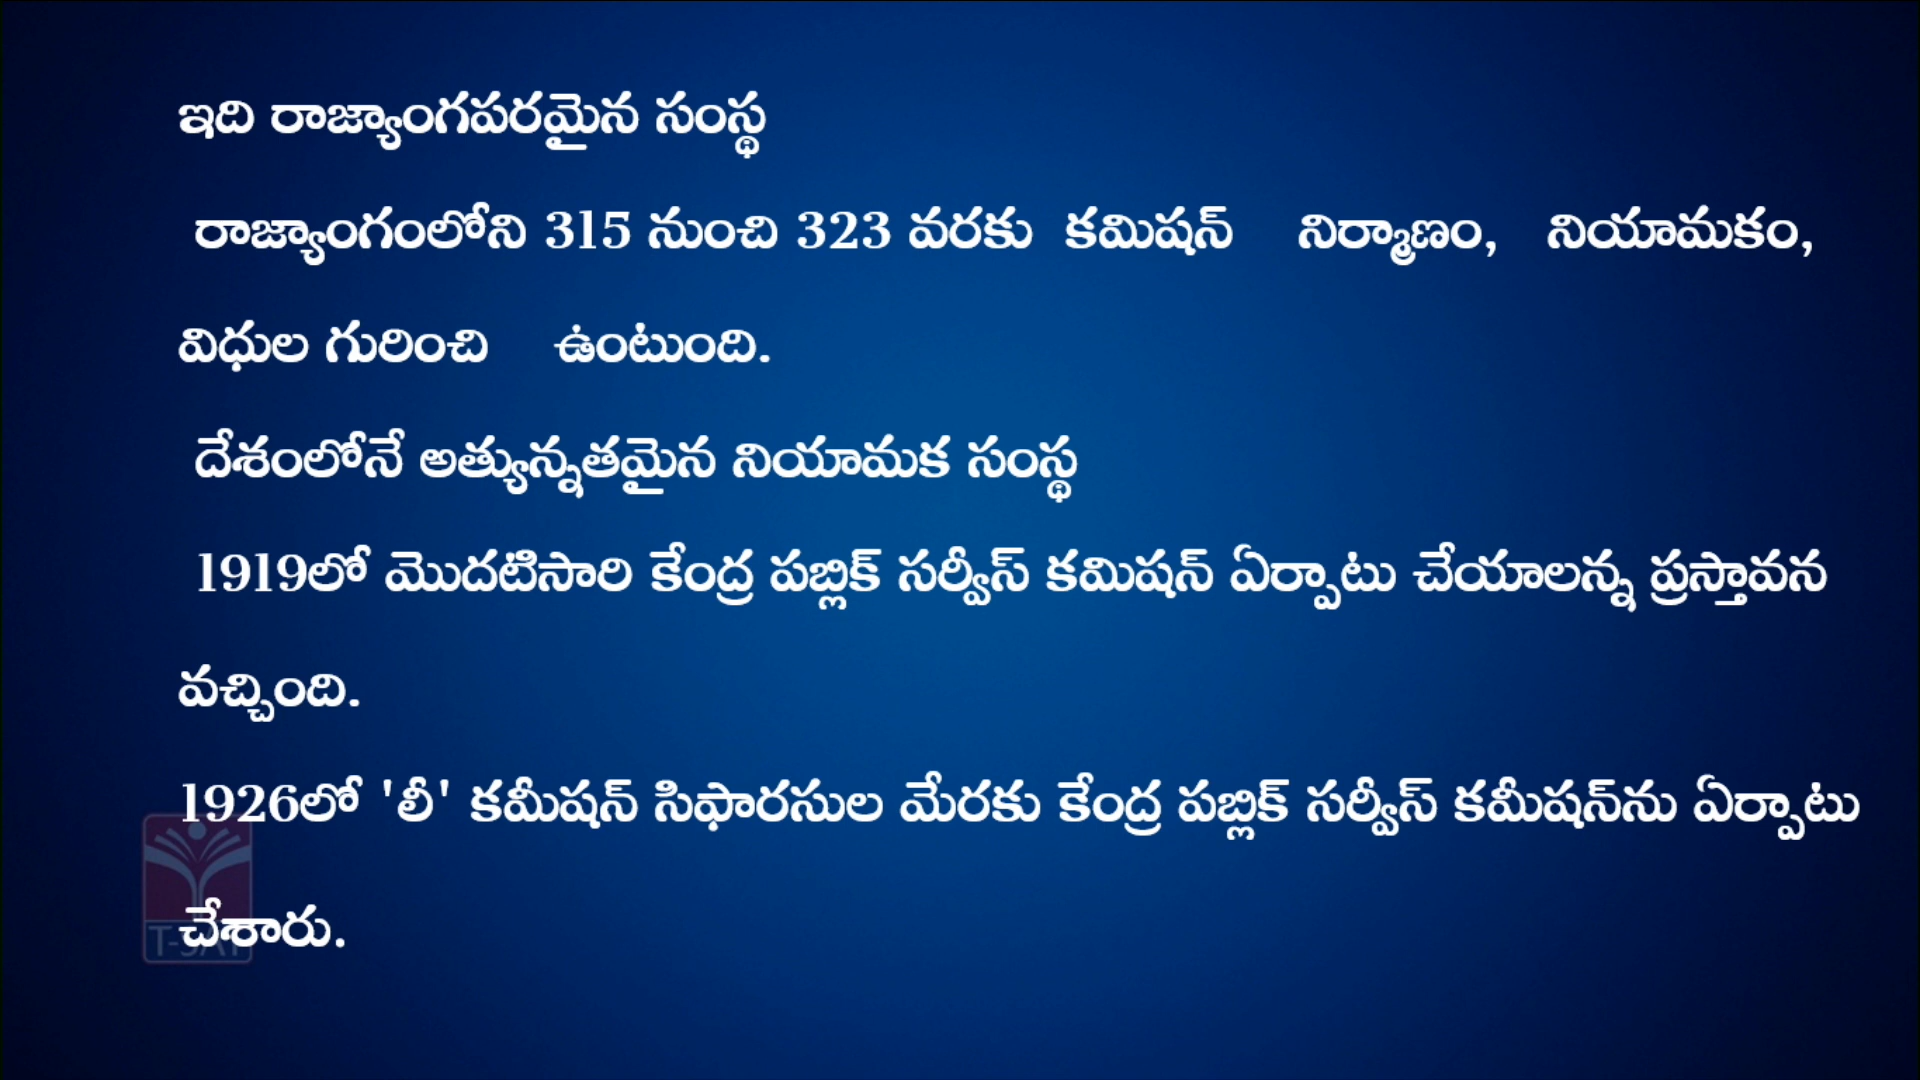 ఇది రాజ్యాంగపరమైన సంస్థ
రాజ్యాంగంలోని 315 నుంచి 323 వరకు కమిషన్ నిర్మాణం, నియామకం,
విధుల గురించి ఉంటుంది.
దేశంలోనే అత్యున్నతమైన నియామక సంస్థ
1919లో మొదటిసారి కేంద్ర పబ్లిక్ సర్వీస్ కమిషన్ ఏర్పాటు చేయాలన్న ప్రస్తావన
వచ్చింది.
1926లో 'లీ' కమీషన్ సిఫారసుల మేరకు కేంద్ర పబ్లిక్ సర్వీస్ కమీషన్‌ను ఏర్పాటు
చేశారు.
T-SAT